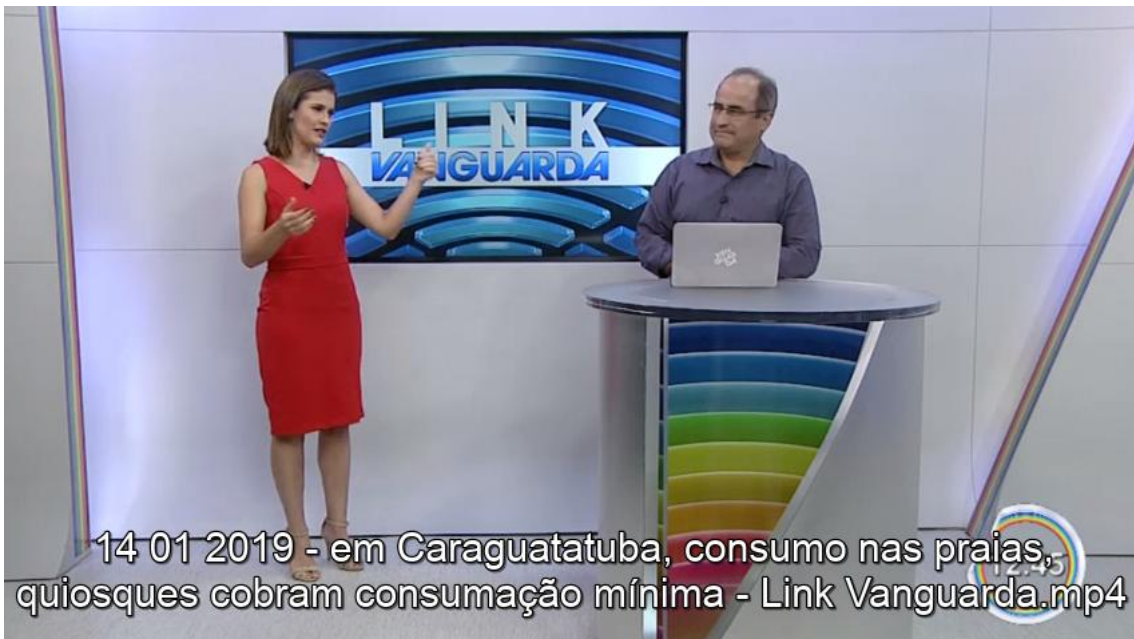 LINK
VANGUARDA
14 01 2019 - em Caraguatatuba, consumo nas praias,
12:45
quiosques cobram consumação mínima - Link Vanguarda.mp4